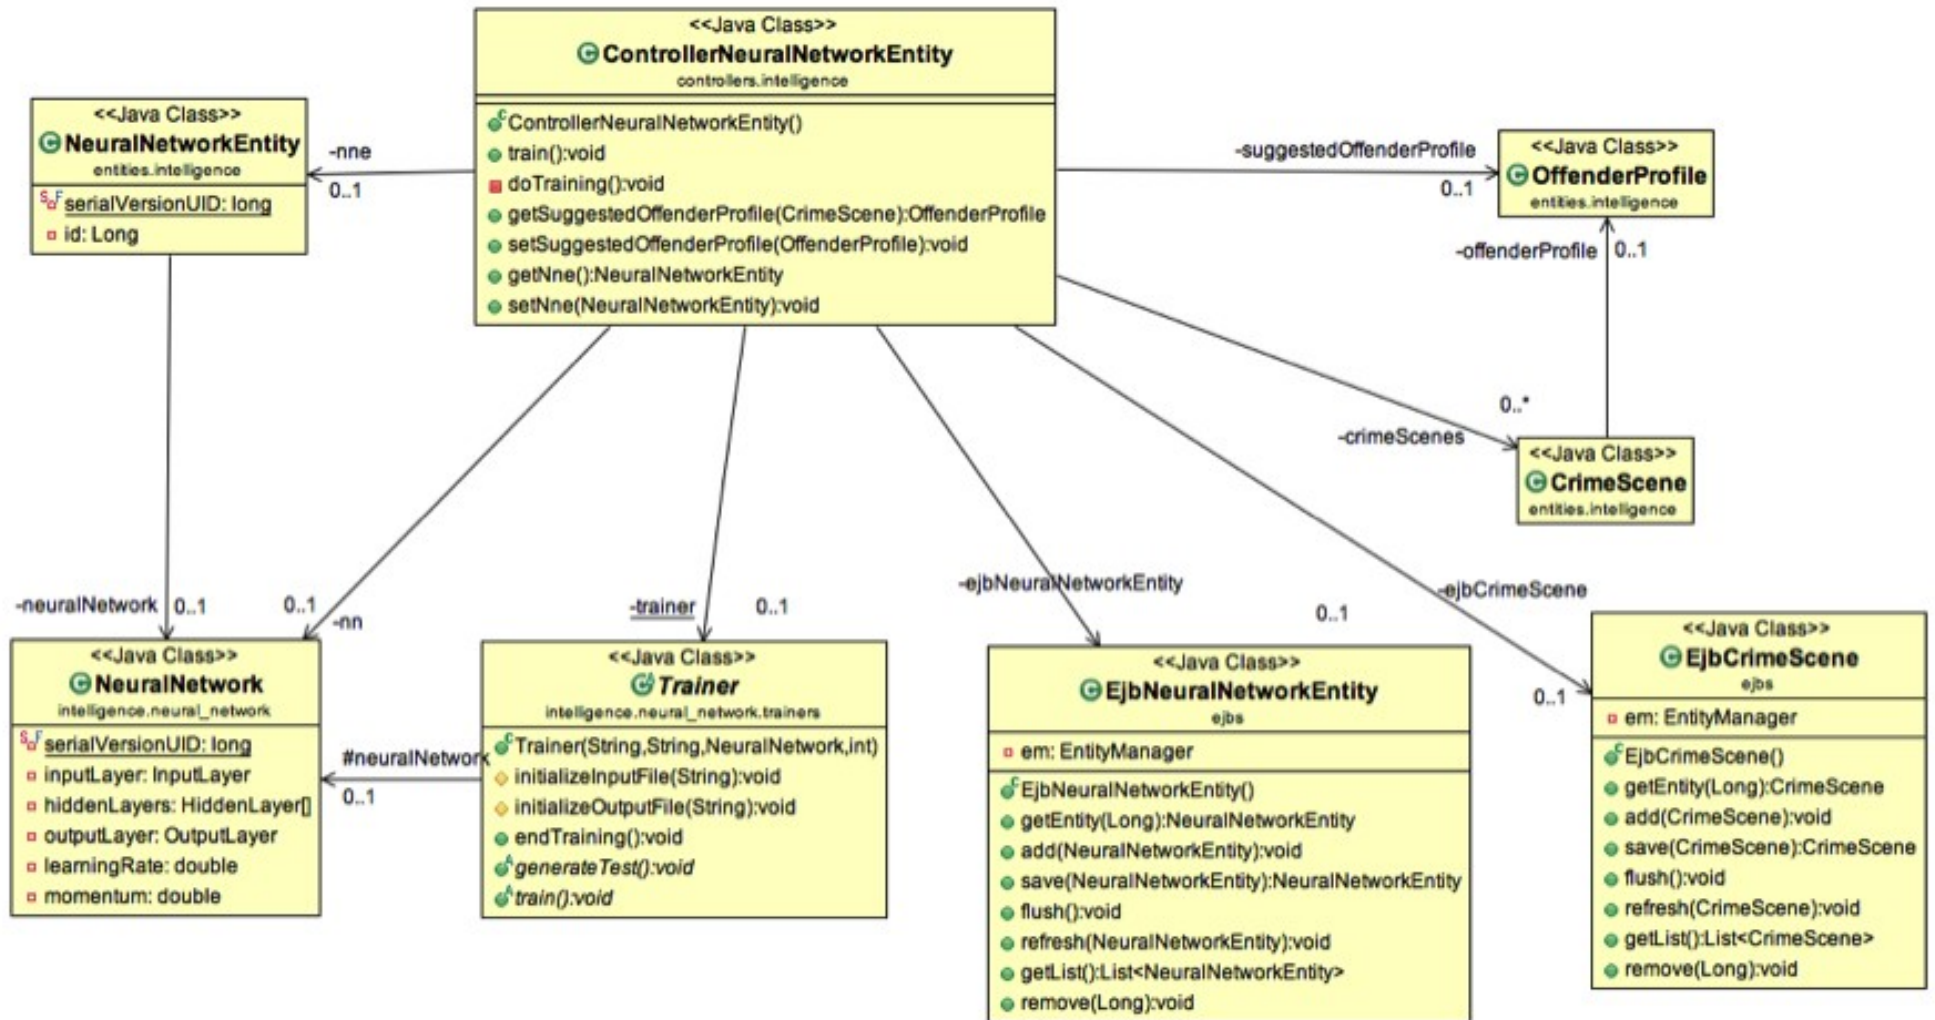 <<Java Class>>
ControllerNeuralNetworkEntity
controllers.intelligence
ControllerNeuralNetworkEntity()
train():void
doTraining():void
getSuggestedOffenderProfile(CrimeScene):OffenderProfile
setSuggestedOffenderProfile(OffenderProfile):void
getNne():NeuralNetworkEntity
setNne(NeuralNetworkEntity):void
<<Java Class>>
NeuralNetworkEntity
entities.intelligence
serialVersionUID: long
id: Long
-nne
0..1
-suggestedOffenderProfile
0..1
<<Java Class>>
OffenderProfile
entities.intelligence
-offenderProfile
0..1
0..*
-crimeScenes
<<Java Class>>
CrimeScene
entities.intelligence
-neuralNetwork
0..1
0..1
-nn
-trainer
0..1
-ejbNeuralNetworkEntity
0..1
-ejbCrimeScene
0..1
<<Java Class>>
NeuralNetwork
intelligence.neural_network
serialVersionUID: long
inputLayer: InputLayer
hiddenLayers: HiddenLayer[]
outputLayer: OutputLayer
learningRate: double
momentum: double
#neuralNetwork
0..1
<<Java Class>>
Trainer
intelligence.neural_network.trainers
Trainer(String,String,NeuralNetwork,int)
initializeInputFile(String):void
initializeOutputFile(String):void
endTraining():void
generateTest():void
train():void
<<Java Class>>
EjbNeuralNetworkEntity
ejbs
em: EntityManager
EjbNeuralNetworkEntity()
getEntity(Long):NeuralNetworkEntity
add(NeuralNetworkEntity):void
save(NeuralNetworkEntity):NeuralNetworkEntity
flush():void
refresh(NeuralNetworkEntity):void
getList():List<NeuralNetworkEntity>
remove(Long):void
<<Java Class>>
EjbCrimeScene
ejbs
em: EntityManager
EjbCrimeScene()
getEntity(Long):CrimeScene
add(CrimeScene):void
save(CrimeScene):CrimeScene
flush():void
refresh(CrimeScene):void
getList():List<CrimeScene>
remove(Long):void